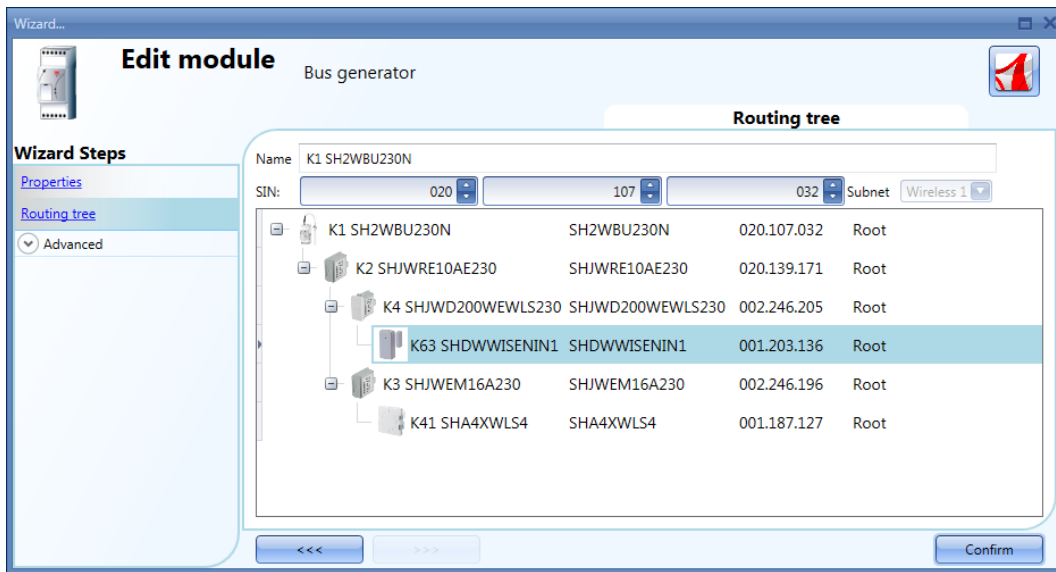 Wizard...
Edit module
Bus generator
Routing tree
Wizard Steps
Properties
Routing tree
Advanced
Name K1 SH2WBU230N
SIN: 020 107 032 Subnet Wireless 1
K1 SH2WBU230N SH2WBU230N 020.107.032 Root
K2 SHJWRE10AE230 SHJWRE10AE230 020.139.171 Root
K4 SHJWD200WEWLS230 SHJWD200WEWLS230 002.246.205 Root
K63 SHDWWISENIN1 SHDWWISENIN1 001.203.136 Root
K3 SHJWEM16A230 SHJWEM16A230 002.246.196 Root
K41 SHA4XWLS4 SHA4XWLS4 001.187.127 Root
<<< >>> Confirm